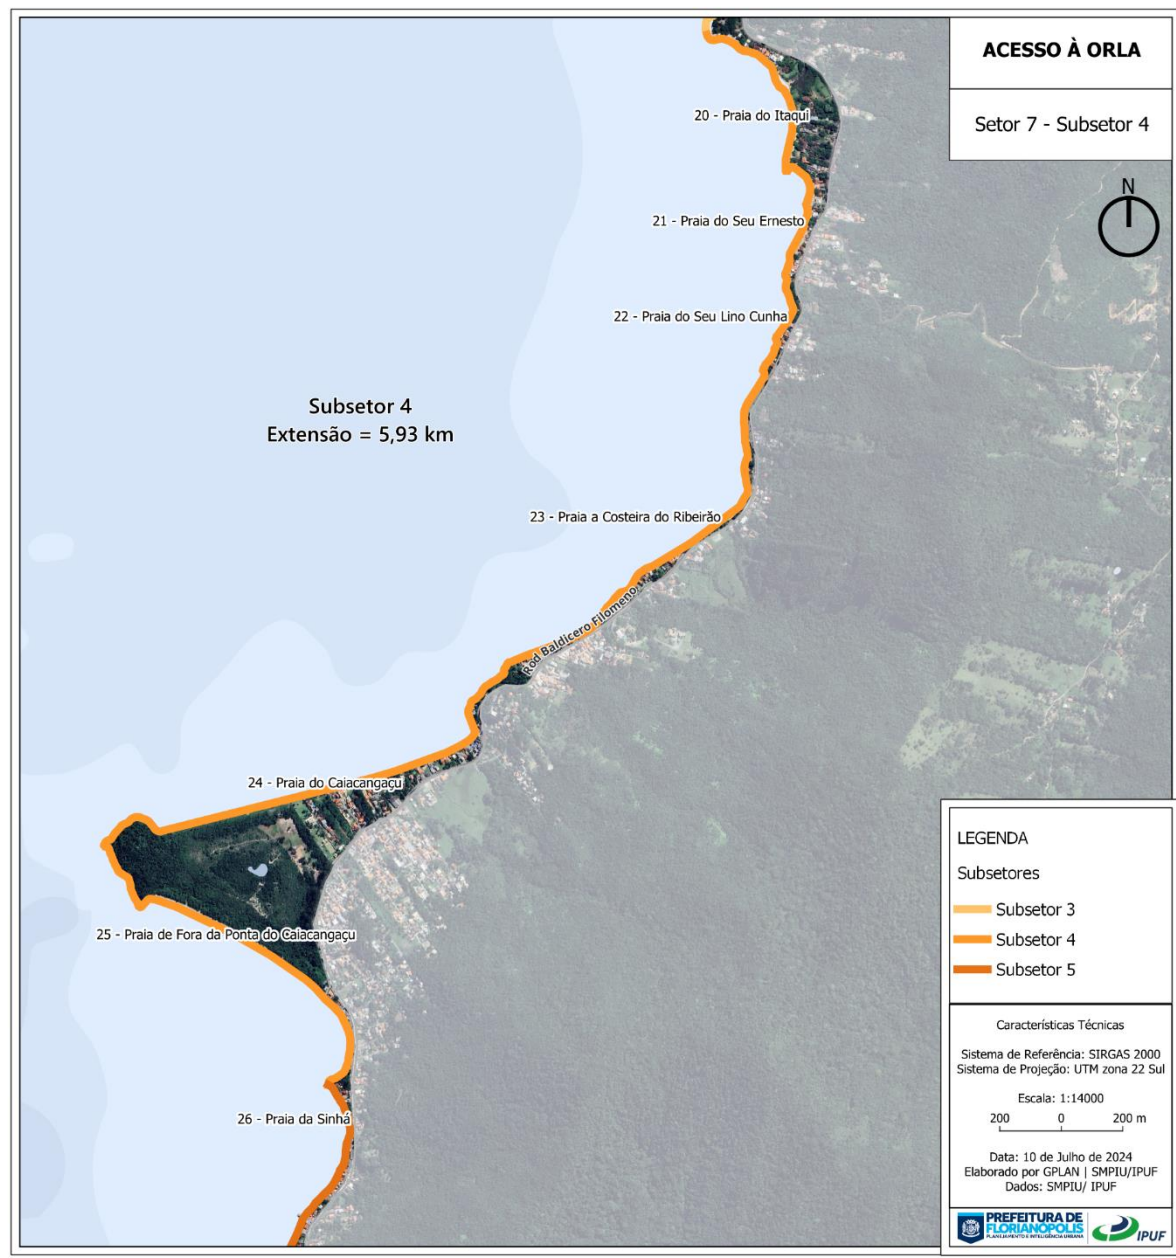 ACESSO À ORLA
Setor 7 - Subsetor 4
N
20 - Praia do Itaqui
21 - Praia do Seu Ernesto
22 - Praia do Seu Lino Cunha
Subsetor 4
Extensão = 5,93 km
23 - Praia a Costeira do Ribeirão
Rod Baldicero Filomeno
24 - Praia do Caiacangaçu
25 - Praia de Fora da Ponta do Caiacangaçu
26 - Praia da Sinhá
LEGENDA
Subsetores
Subsetor 3
Subsetor 4
Subsetor 5
Características Técnicas
Sistema de Referência: SIRGAS 2000
Sistema de Projeção: UTM zona 22 Sul
Escala: 1:14000
200 0 200 m
Data: 10 de Julho de 2024
Elaborado por GPLAN | SMPIU/IPUF
Dados: SMPIU/ IPUF
PREFEITURA DE
FLORIANÓPOLIS
PLANEJAMENTO E INTELIGÊNCIA URBANA
IPUF